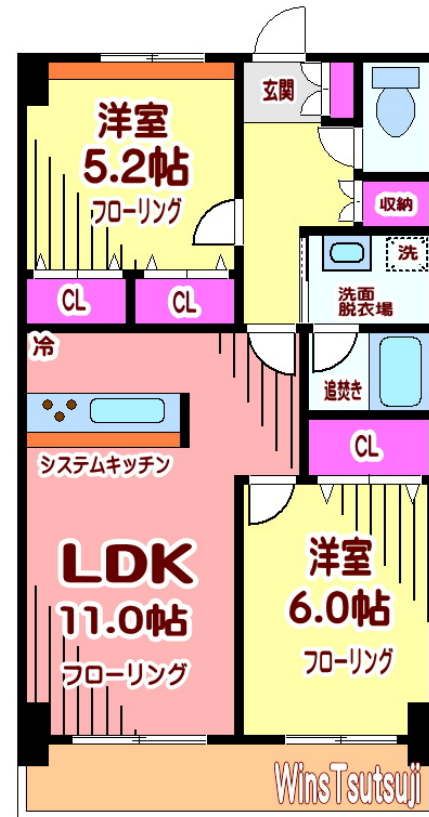 玄関
洋室
5.2帖
フローリング
収納
洗
洗面
脱衣場
CL
CL
冷
追焚き
CL
システムキッチン
LDK
11.0帖
フローリング
洋室
6.0帖
フローリング
WinsTsutsuji